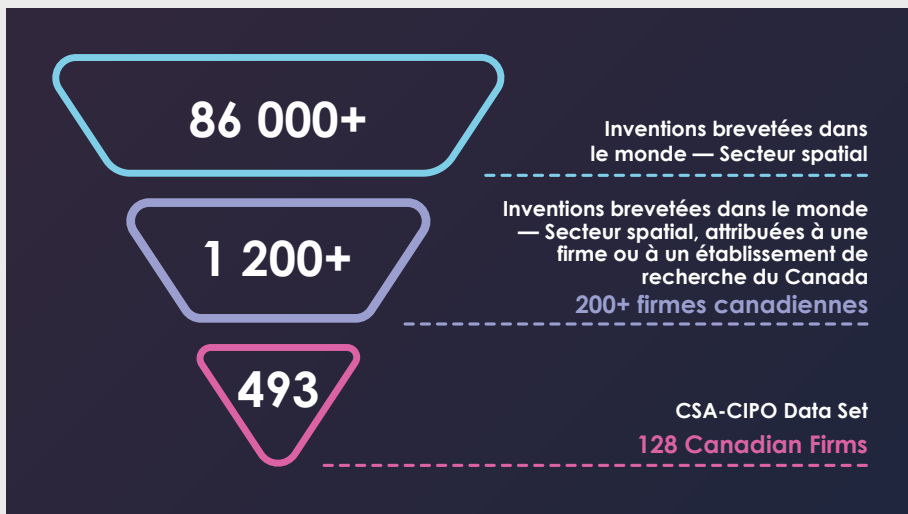 86 000+
Inventions brevetées dans
le monde — Secteur spatial
1 200+
Inventions brevetées dans le monde
— Secteur spatial, attribuées à une
firme ou à un établissement de
recherche du Canada
200+ firmes canadiennes
493
CSA-CIPO Data Set
128 Canadian Firms